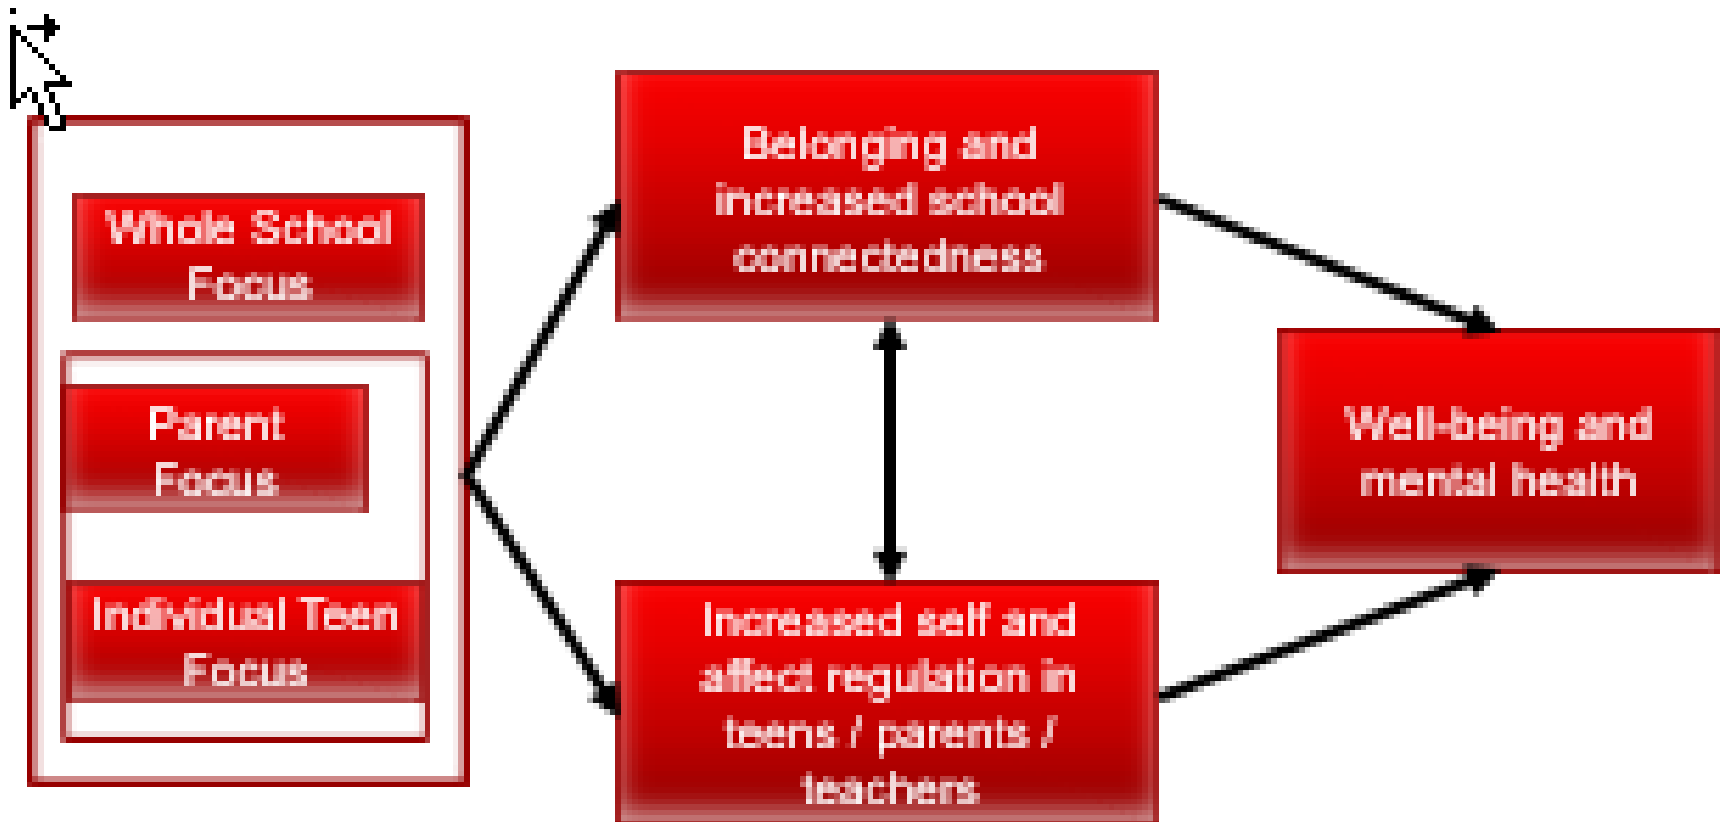 Whole School
Focus
Parent
Focus
Individual Teen
Focus
Belonging and
increased school
connectedness
Increased self and
affect regulation in
teens / parents /
teachers
Well-being and
mental health